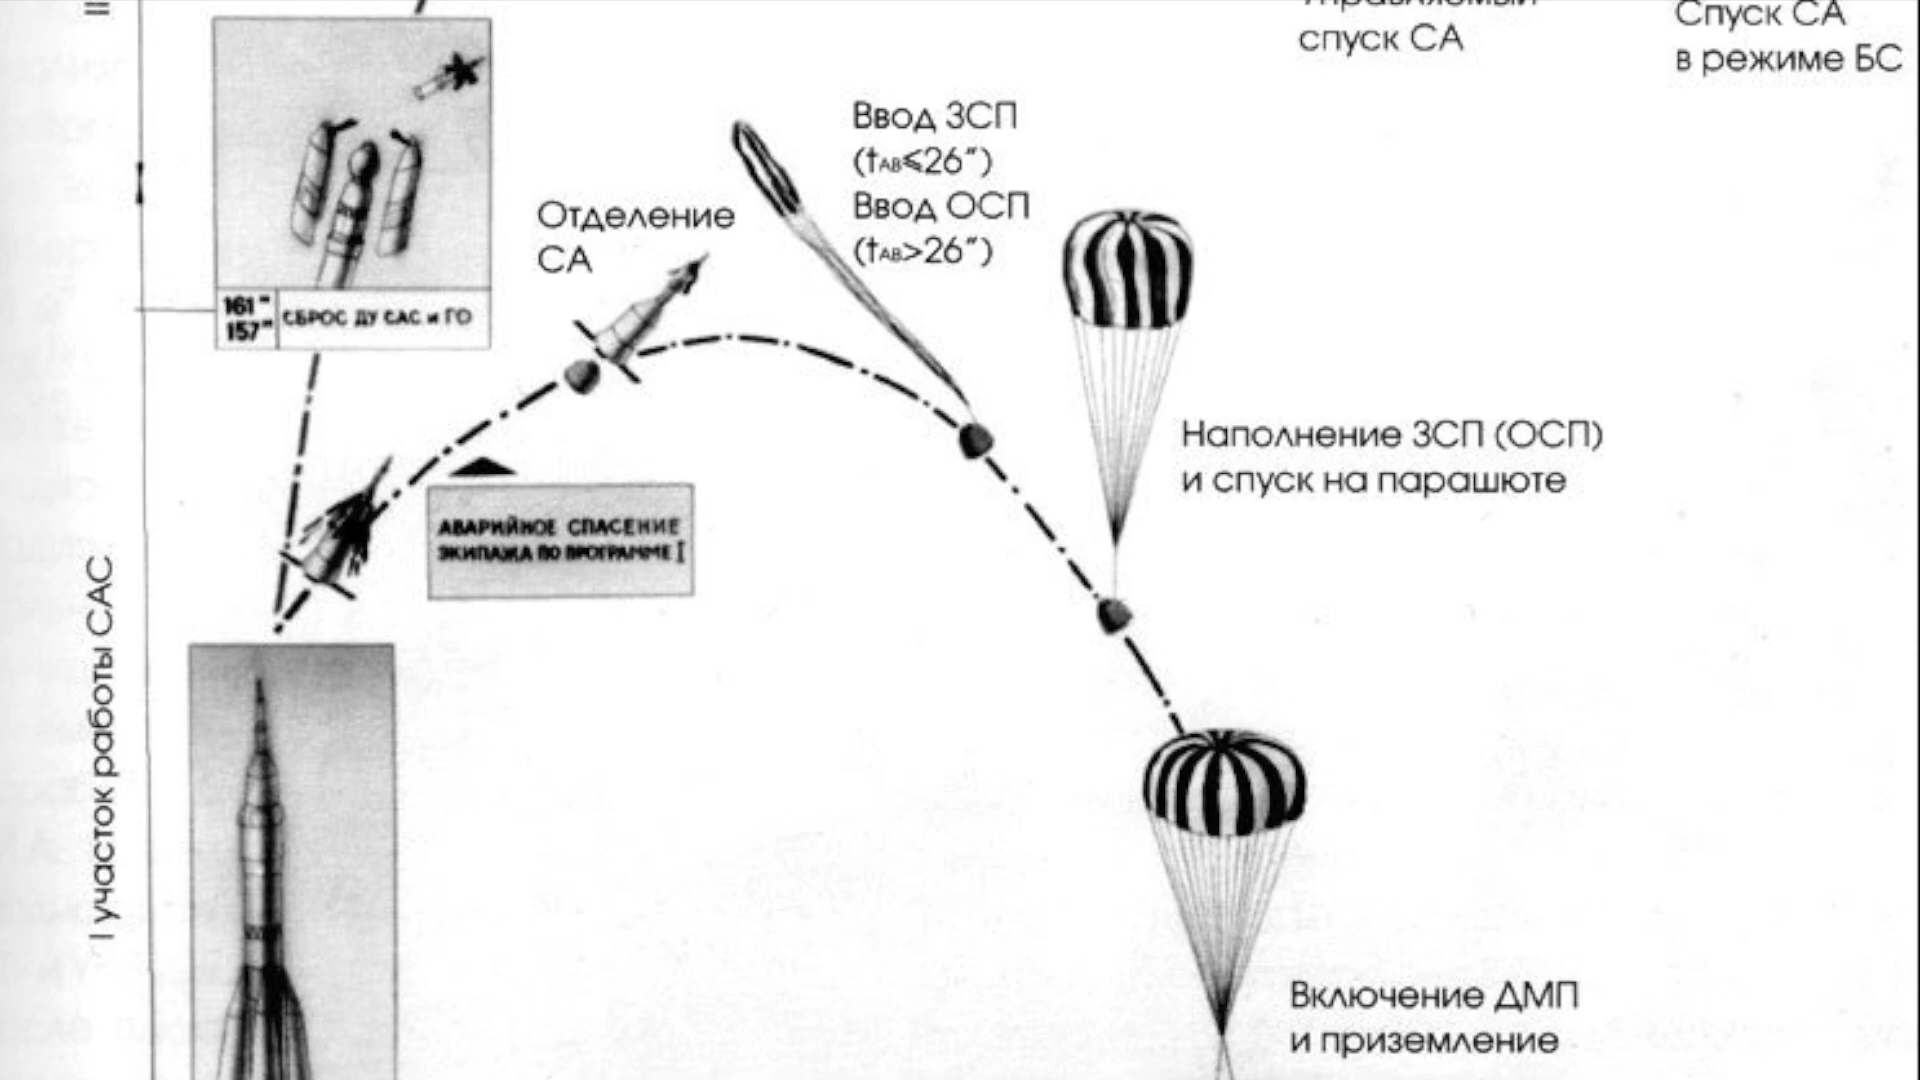 спуск СА
Спуск СА
в режиме БС
Ввод ЗСП
(tАВ≤26")
Ввод ОСП
(tАВ>26")
Отделение
СА
161"
157"
СБРОС ДУ САС и ГО
Наполнение ЗСП (ОСП)
и спуск на парашюте
АВАРИЙНОЕ СПАСЕНИЕ
ЭКИПАЖА ПО ПРОГРАММЕ I
I участок работы САС
Включение ДМП
и приземление